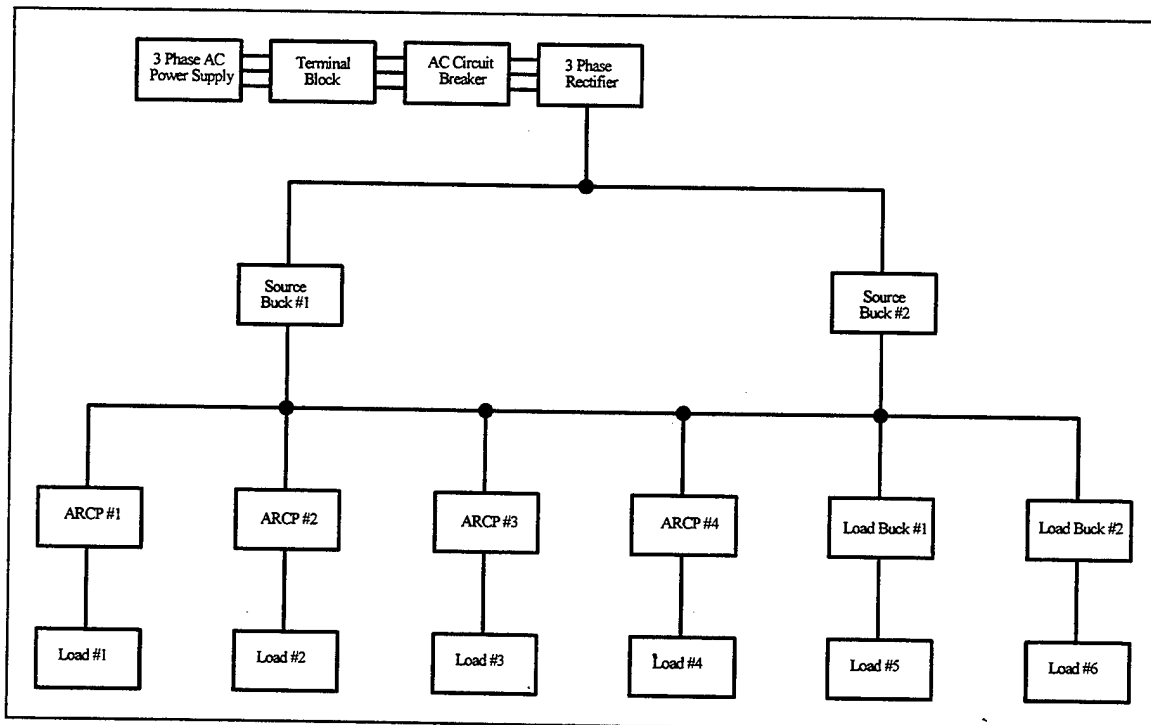 3 Phase AC
Power Supply
Terminal
Block
AC Circuit
Breaker
3 Phase
Rectifier
Source
Buck #1
Source
Buck #2
ARCP #1
ARCP #2
ARCP #3
ARCP #4
Load Buck #1
Load Buck #2
Load #1
Load #2
Load #3
Load #4
Load #5
Load #6